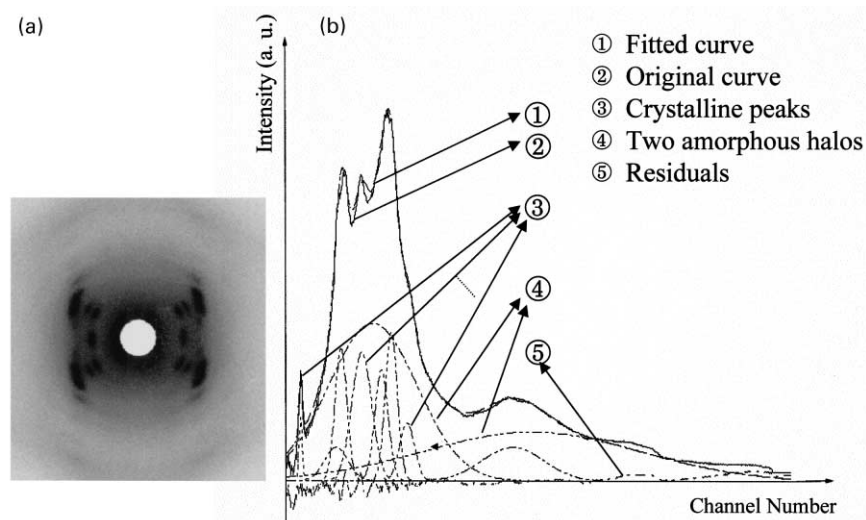 (a)
(b)
Intensity (a. u.)
① Fitted curve
② Original curve
③ Crystalline peaks
④ Two amorphous halos
⑤ Residuals
①
②
③
④
⑤
Channel Number